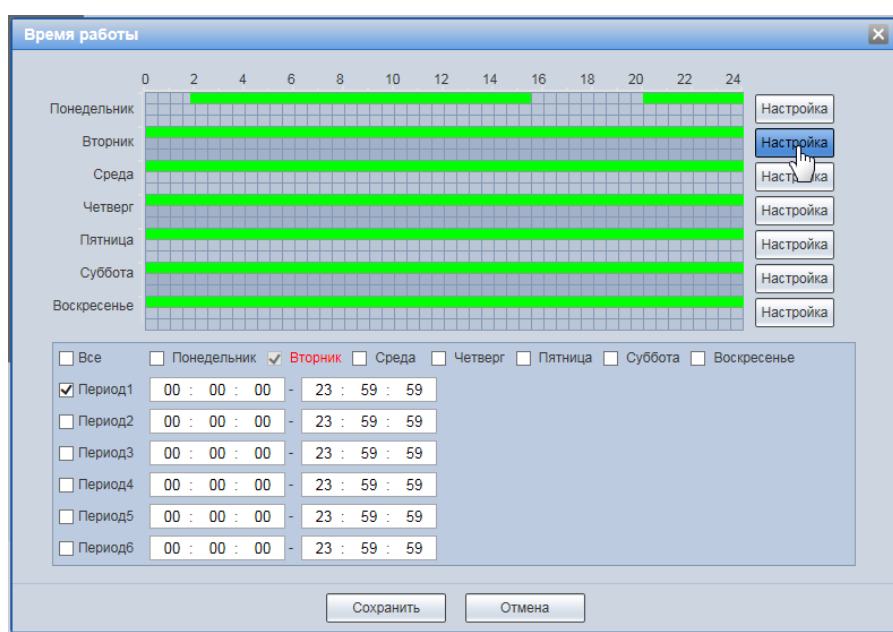 Время работы
0 2 4 6 8 10 12 14 16 18 20 22 24
Понедельник Настройка
Вторник Настройка
Среда Настройка
Четверг Настройка
Пятница Настройка
Суббота Настройка
Воскресенье Настройка
Все Понедельник Вторник Среда Четверг Пятница Суббота Воскресенье
Период1 00 : 00 : 00 - 23 : 59 : 59
Период2 00 : 00 : 00 - 23 : 59 : 59
Период3 00 : 00 : 00 - 23 : 59 : 59
Период4 00 : 00 : 00 - 23 : 59 : 59
Период5 00 : 00 : 00 - 23 : 59 : 59
Период6 00 : 00 : 00 - 23 : 59 : 59
Сохранить Отмена